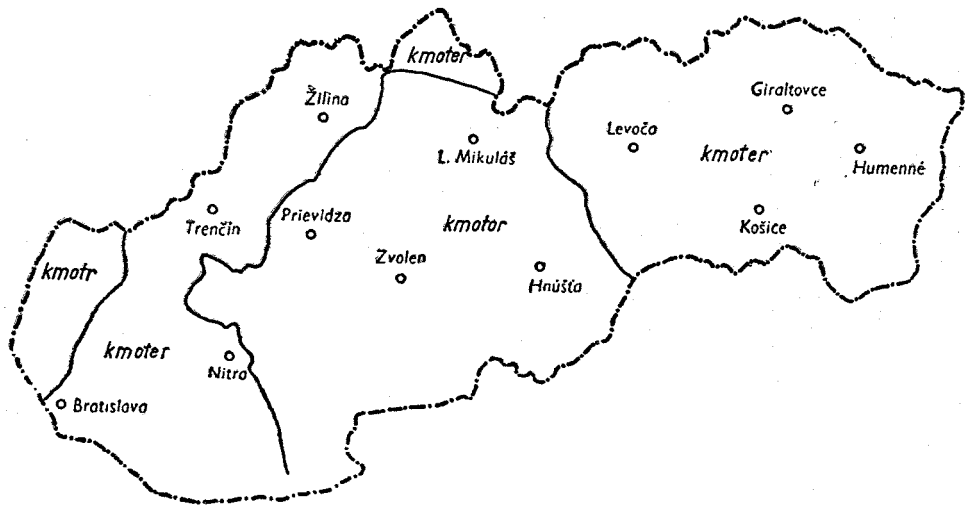 kmoter
Žilina
Giraltovce
Levoča
L. Mikuláš
kmoter
Humenné
Trenčín
Prievidza
kmotor
Košice
kmotr
Zvolen
Hnúšťa
kmoter
Nitra
Bratislava